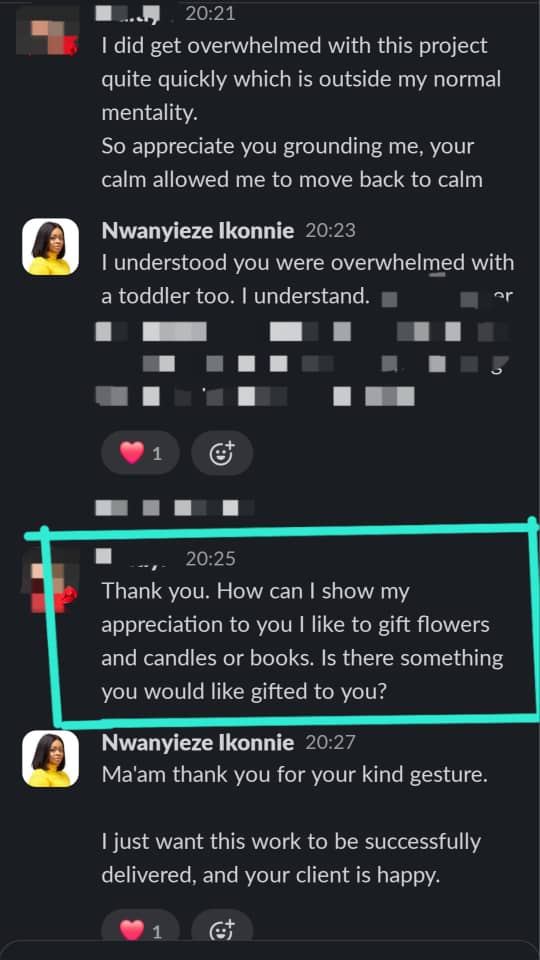 20:21
I did get overwhelmed with this project
quite quickly which is outside my normal
mentality.
So appreciate you grounding me, your
calm allowed me to move back to calm
Nwanyieze Ikonnie 20:23
I understood you were overwhelmed with
a toddler too. I understand.
1
20:25
Thank you. How can I show my
appreciation to you I like to gift flowers
and candles or books. Is there something
you would like gifted to you?
Nwanyieze Ikonnie 20:27
Ma'am thank you for your kind gesture.
I just want this work to be successfully
delivered, and your client is happy.
1